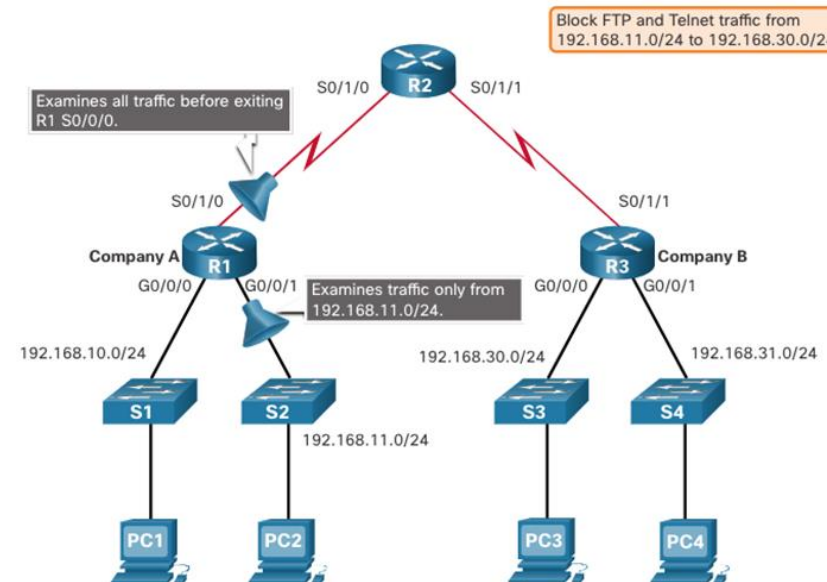 Block FTP and Telnet traffic from
192.168.11.0/24 to 192.168.30.0/24
R2
S0/1/0
S0/1/1
Examines all traffic before exiting
R1 S0/0/0.
S0/1/0
S0/1/1
Company A
R1
R3
Company B
G0/0/0
G0/0/1
Examines traffic only from
192.168.11.0/24.
G0/0/0
G0/0/1
192.168.10.0/24
192.168.30.0/24
192.168.31.0/24
S1
S2
S3
S4
192.168.11.0/24
PC1
PC2
PC3
PC4